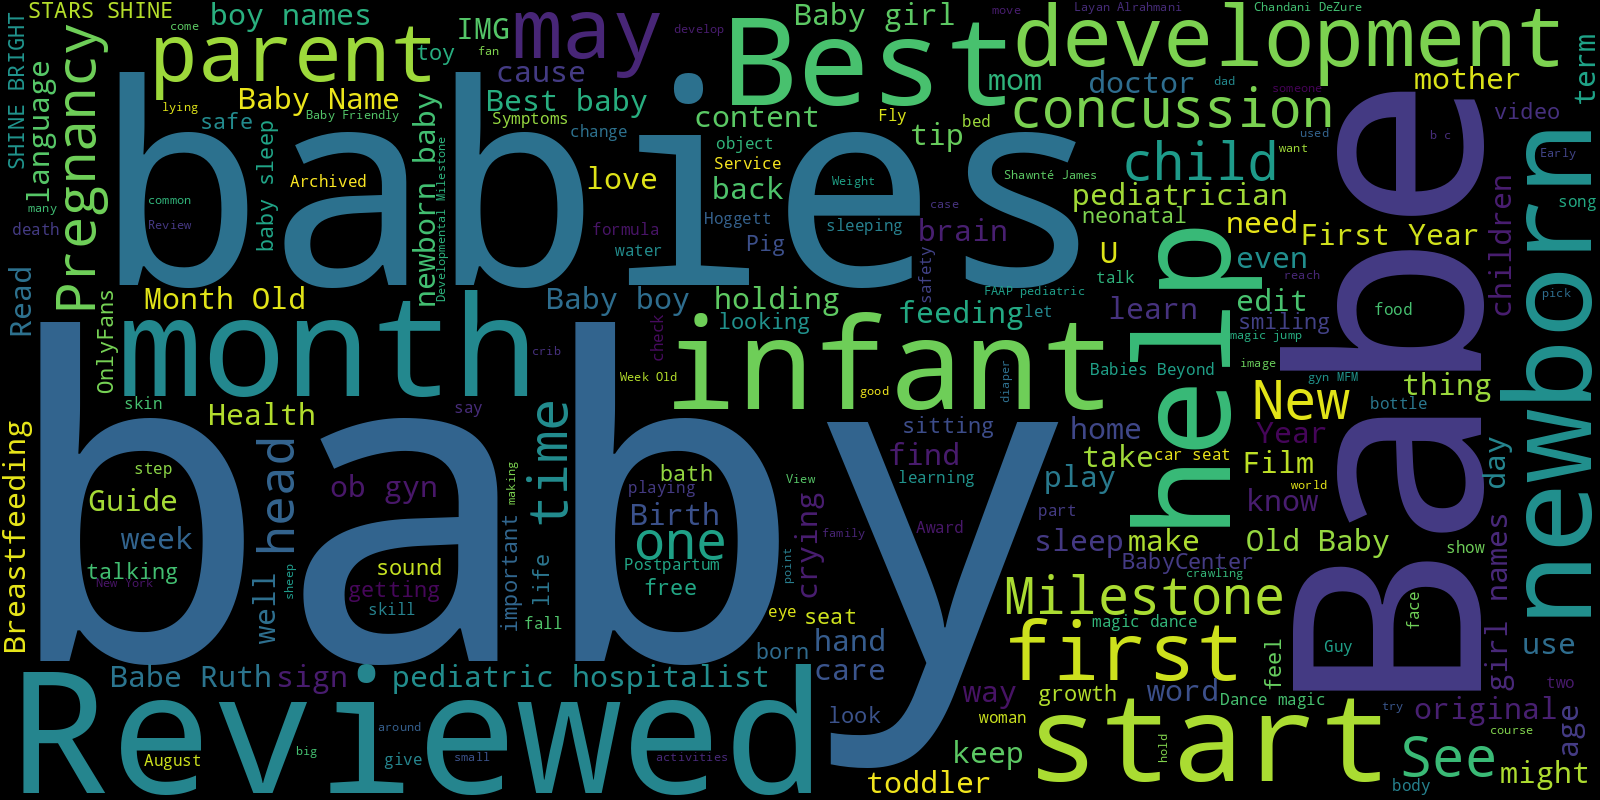 STARS SHINE
come
boy names
IMG
may
develop
fan
Best
Baby girl
move
Layan Alrahmani
Chandani DeZure
development
SHINE BRIGHT
language
Pregnancy
parent
toy
cause
mom
doctor
dad
someone
mother
term
lying
Baby Name
Baby Friendly
safe
baby sleep
newborn baby
Developmental Milestone
Best baby
Symptoms
change
content
Fly
bed
tip
concussion
used
want
b c
video
Early
many
death
common
Review
Archived
babies
love
object
Service
back
Weight
Hoggett
Pig
formula
water
sleeping
case
brain
safety
Shawnté James
child
pediatrician
neonatal
U
talk
need
First Year
even
reach
children
song
newborn
Read
OnlyFans
Month Old
month
Baby boy
holding
looking
check
crib
Week Old
infant
feeding
FAAP pediatric
let
good
diaper
learn
Babies Beyond
help
edit
smiling
magic jump
image
gyn MFM
food
pick
Babe
thing
bottle
skin
Health
say
Breastfeeding
step
Guide
week
talking
New York
head
well
sheep
ob gyn
sound
getting
skill
baby
making
important
time
life
fall
bath
playing
Birth
one
Postpartum
free
View
point
crying
family
sitting
find
learning
Award
home
take
car seat
play
part
sleep
make
BabyCenter
crawling
New
Year
Film
world
know
Old Baby
day
show
names
girl
eye
seat
born
hand
care
Milestone
magic dance
first
feel
Guy
face
use
Babe Ruth
sign
pediatric hospitalist
Reviewed
August
big
around
give
small
activities
look
way
growth
woman
word
Dance magic
keep
toddler
start
hold
try
original
two
course
age
See
might
body